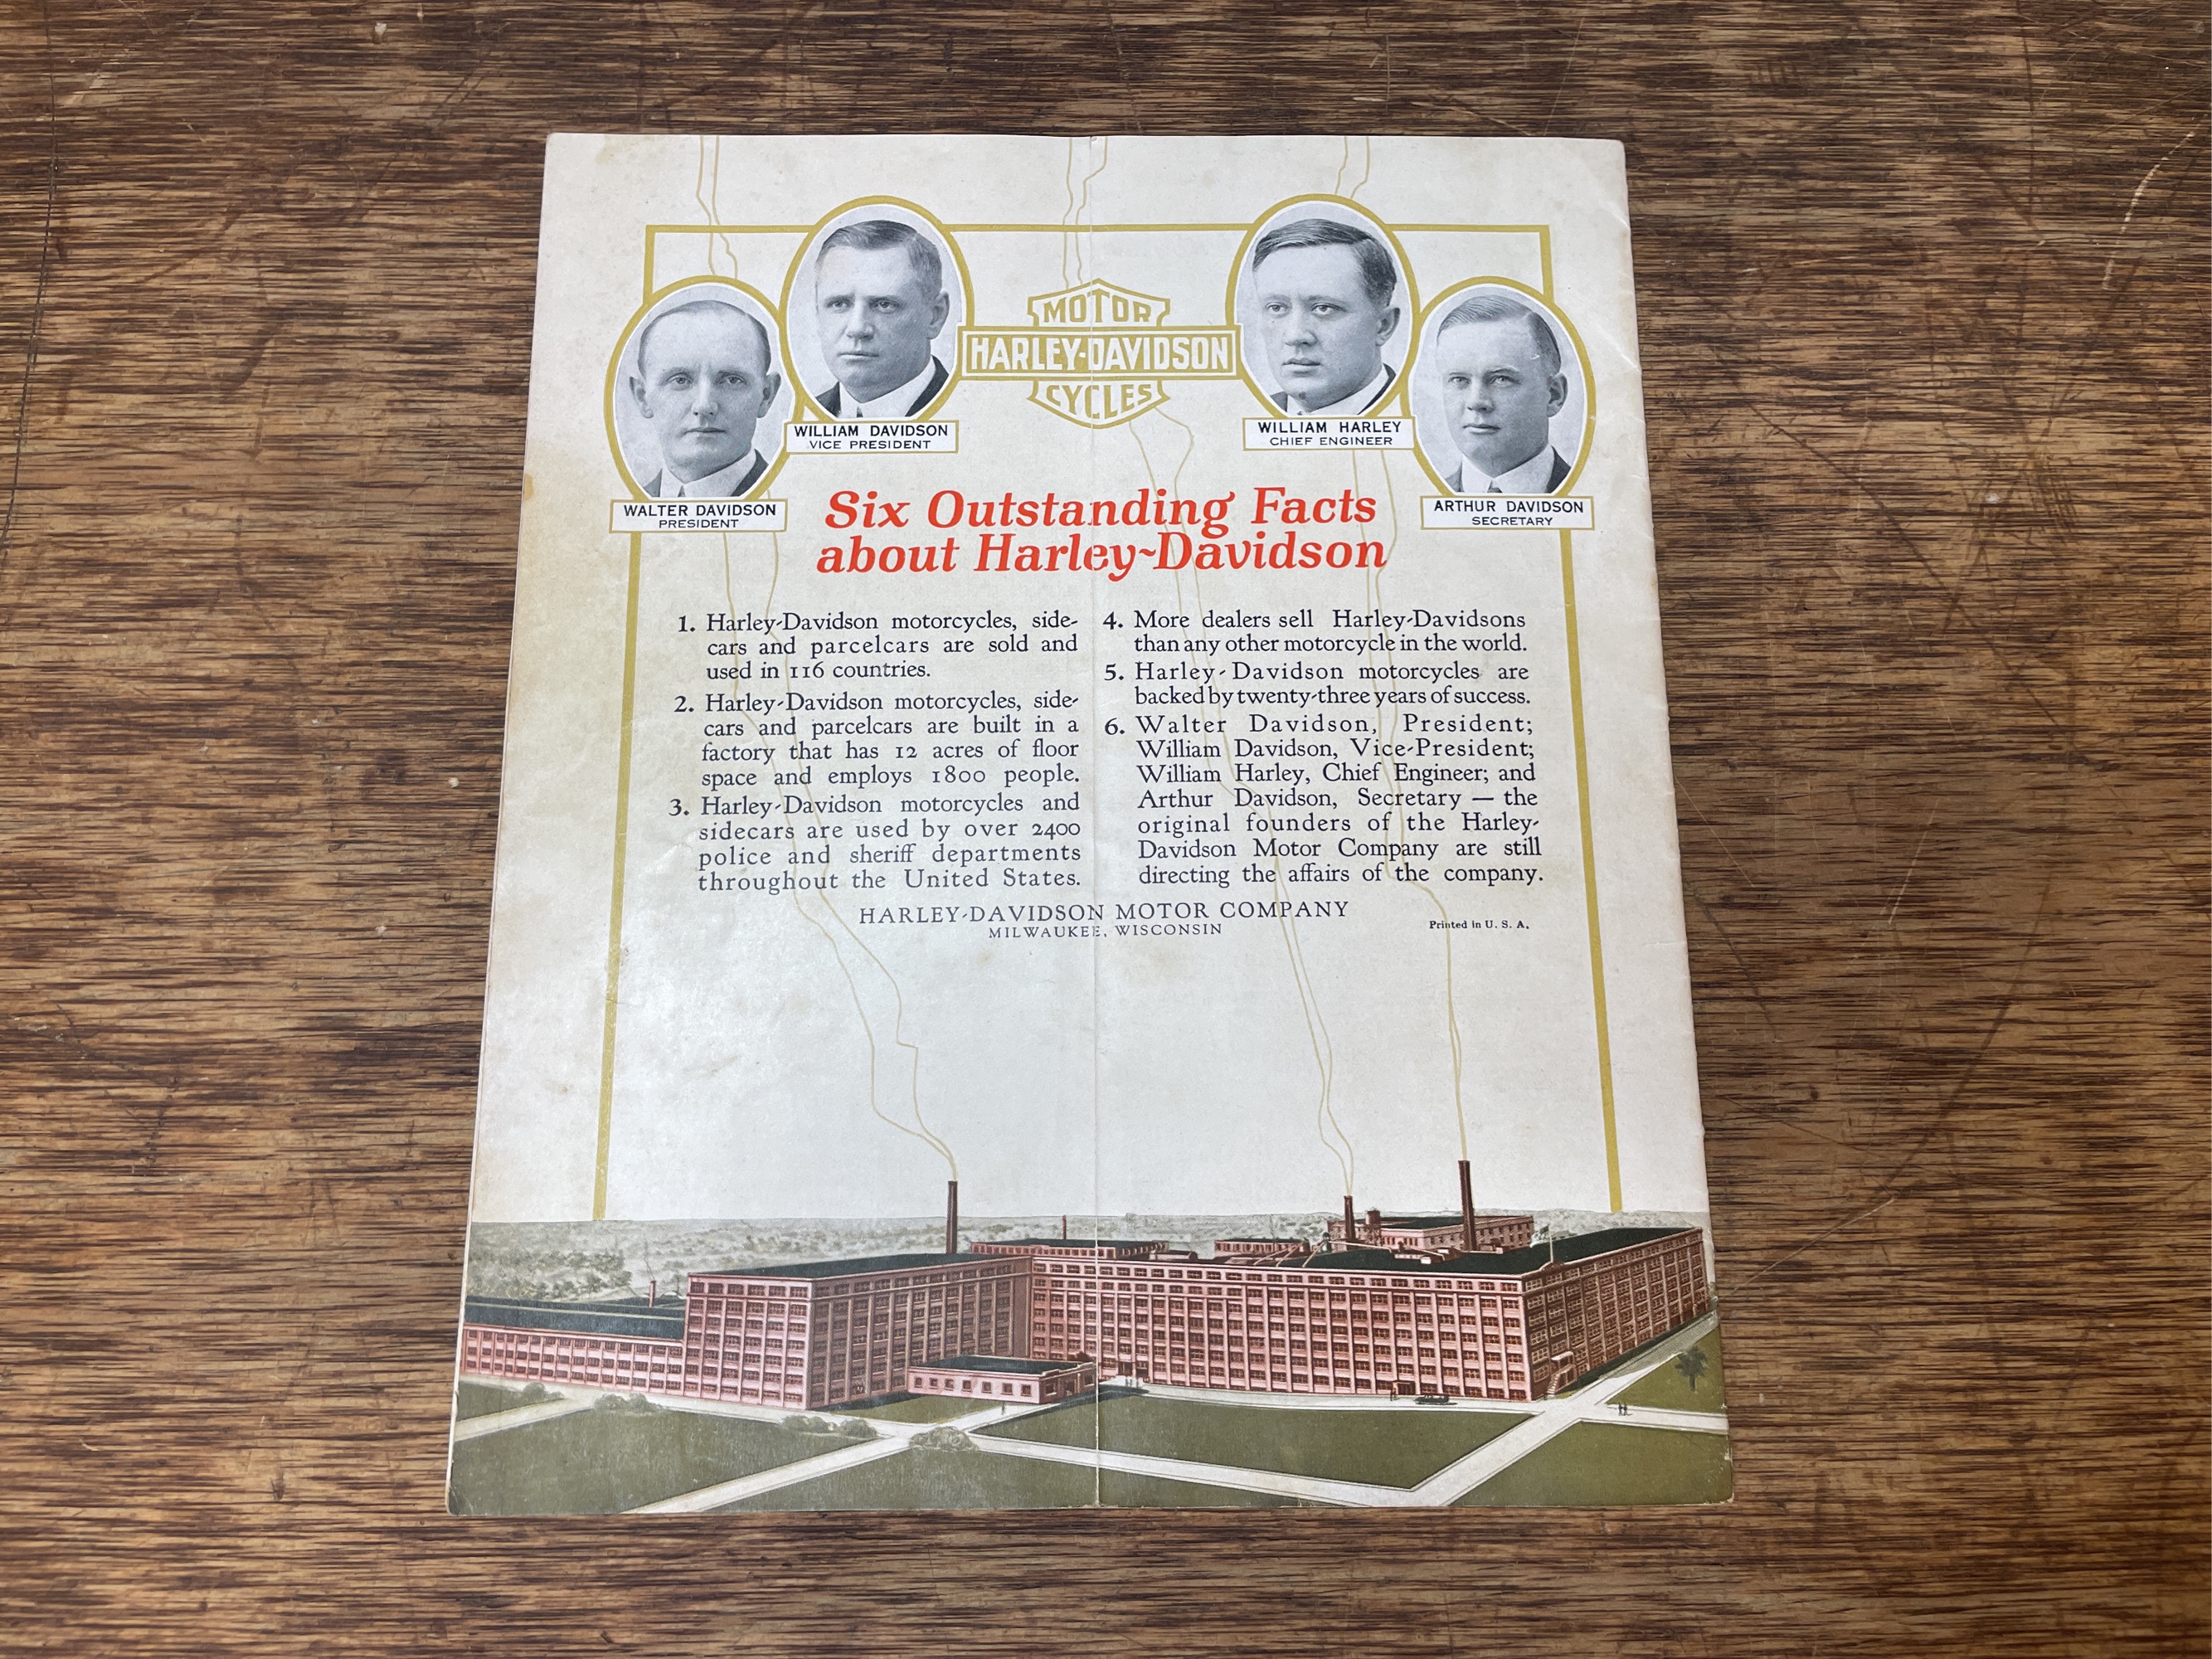 MOTOR
HARLEY-DAVIDSON
CYCLES
WILLIAM DAVIDSON
VICE PRESIDENT
WILLIAM HARLEY
CHIEF ENGINEER
WALTER DAVIDSON
PRESIDENT
ARTHUR DAVIDSON
SECRETARY
Six Outstanding Facts
about Harley-Davidson
1. Harley-Davidson motorcycles, side-
cars and parcelcars are sold and
used in 116 countries.
2. Harley-Davidson motorcycles, side-
cars and parcelcars are built in a
factory that has 12 acres of floor
space and employs 1800 people.
3. Harley-Davidson motorcycles and
sidecars are used by over 2400
police and sheriff departments
throughout the United States.
4. More dealers sell Harley-Davidsons
than any other motorcycle in the world.
5. Harley-Davidson motorcycles are
backed by twenty-three years of success.
6. Walter Davidson, President;
William Davidson, Vice-President;
William Harley, Chief Engineer; and
Arthur Davidson, Secretary — the
original founders of the Harley-
Davidson Motor Company are still
directing the affairs of the company.
HARLEY-DAVIDSON MOTOR COMPANY
MILWAUKEE, WISCONSIN
Printed in U. S. A.